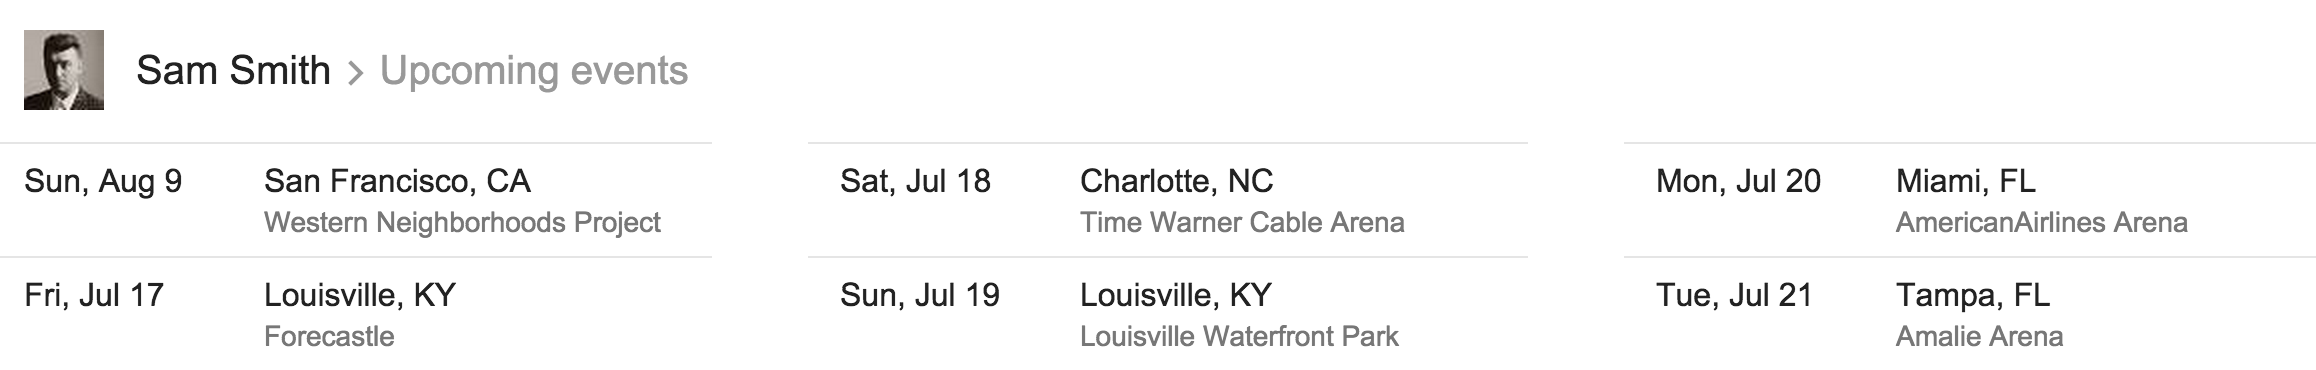 Sam Smith > Upcoming events
Sun, Aug 9
San Francisco, CA
Western Neighborhoods Project
Fri, Jul 17
Louisville, KY
Forecastle
Sat, Jul 18
Charlotte, NC
Time Warner Cable Arena
Sun, Jul 19
Louisville, KY
Louisville Waterfront Park
Mon, Jul 20
Miami, FL
AmericanAirlines Arena
Tue, Jul 21
Tampa, FL
Amalie Arena